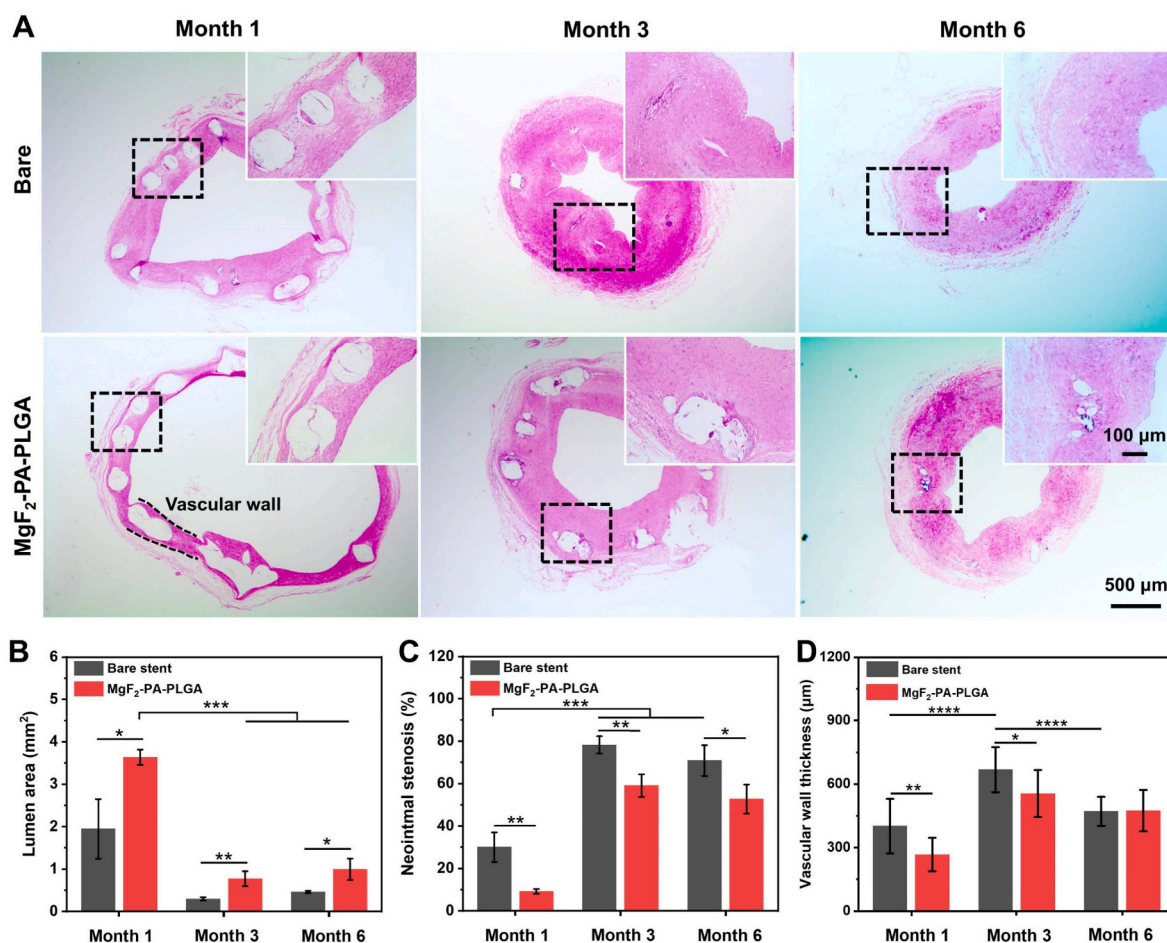 A
Month 1
Month 3
Month 6
Bare
MgF₂-PA-PLGA
Vascular wall
100 µm
500 µm
B
Lumen area (mm²)
6
5
4
3
2
1
0
Bare stent
MgF₂-PA-PLGA
*
***
**
*
Month 1
Month 3
Month 6
C
Neointmal stenosis (%)
120
100
80
60
40
20
0
Bare stent
MgF₂-PA-PLGA
***
**
**
*
Month 1
Month 3
Month 6
D
Vascular wall thickness (µm)
1200
900
600
300
0
Bare stent
MgF₂-PA-PLGA
****
****
**
*
Month 1
Month 3
Month 6